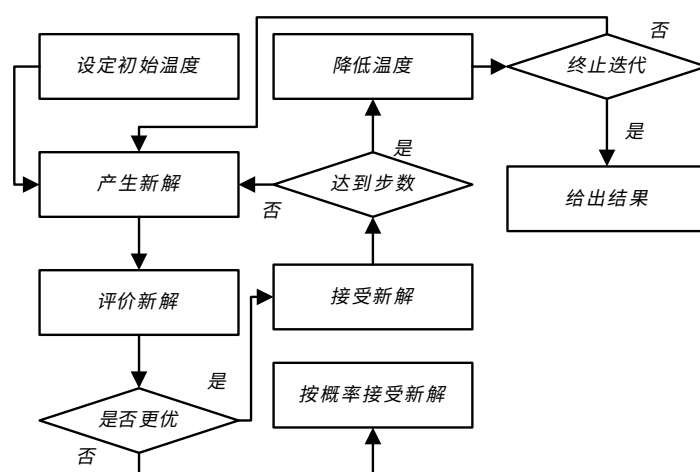 设定初始温度
降低温度
终止迭代
否
是
产生新解
达到步数
是
否
给出结果
评价新解
接受新解
是
是否更优
否
按概率接受新解